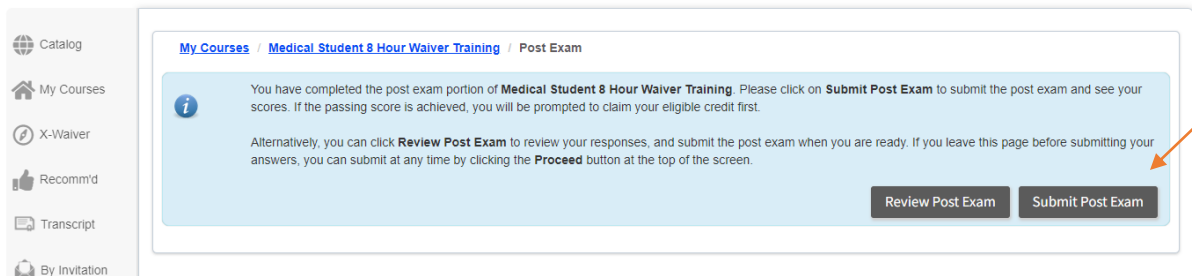 Catalog
My Courses
X-Waiver
Recomm'd
Transcript
By Invitation
My Courses / Medical Student 8 Hour Waiver Training / Post Exam
You have completed the post exam portion of Medical Student 8 Hour Waiver Training. Please click on Submit Post Exam to submit the post exam and see your
scores. If the passing score is achieved, you will be prompted to claim your eligible credit first.
Alternatively, you can click Review Post Exam to review your responses, and submit the post exam when you are ready. If you leave this page before submitting your
answers, you can submit at any time by clicking the Proceed button at the top of the screen.
Review Post Exam
Submit Post Exam